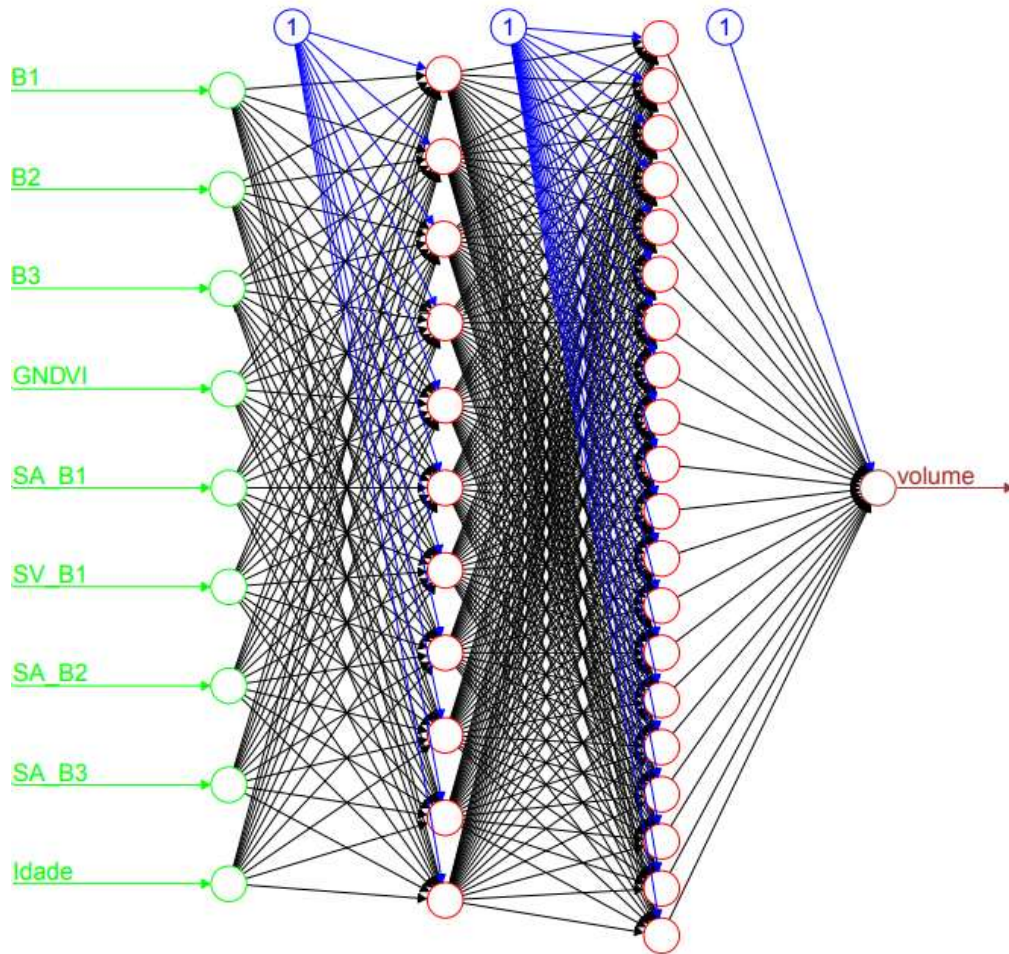 1
1
1
B1
B2
B3
GNDVI
SA_B1
SV_B1
SA_B2
SA_B3
Idade
volume